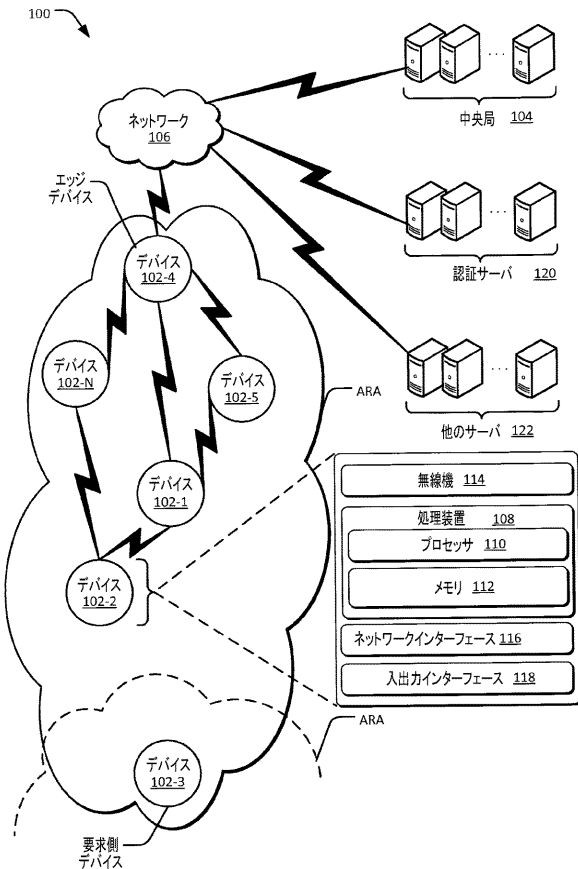 100
ネットワーク
106
中央局 104
エッジ
デバイス
デバイス
102-4
認証サーバ 120
デバイス
102-N
デバイス
102-5
ARA
他のサーバ 122
デバイス
102-1
無線機 114
処理装置 108
プロセッサ 110
メモリ 112
ネットワークインターフェース 116
入出力インターフェース 118
デバイス
102-2
ARA
デバイス
102-3
要求側
デバイス